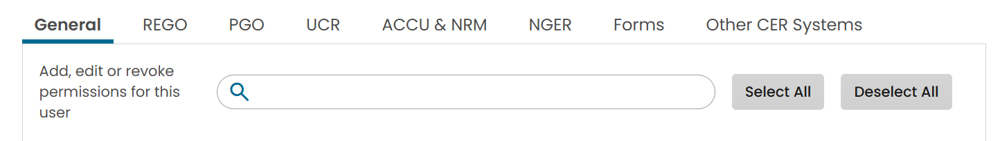 General REGO PGO UCR ACCU & NRM NGER Forms Other CER Systems
Add, edit or revoke
permissions for this
user
Select All Deselect All